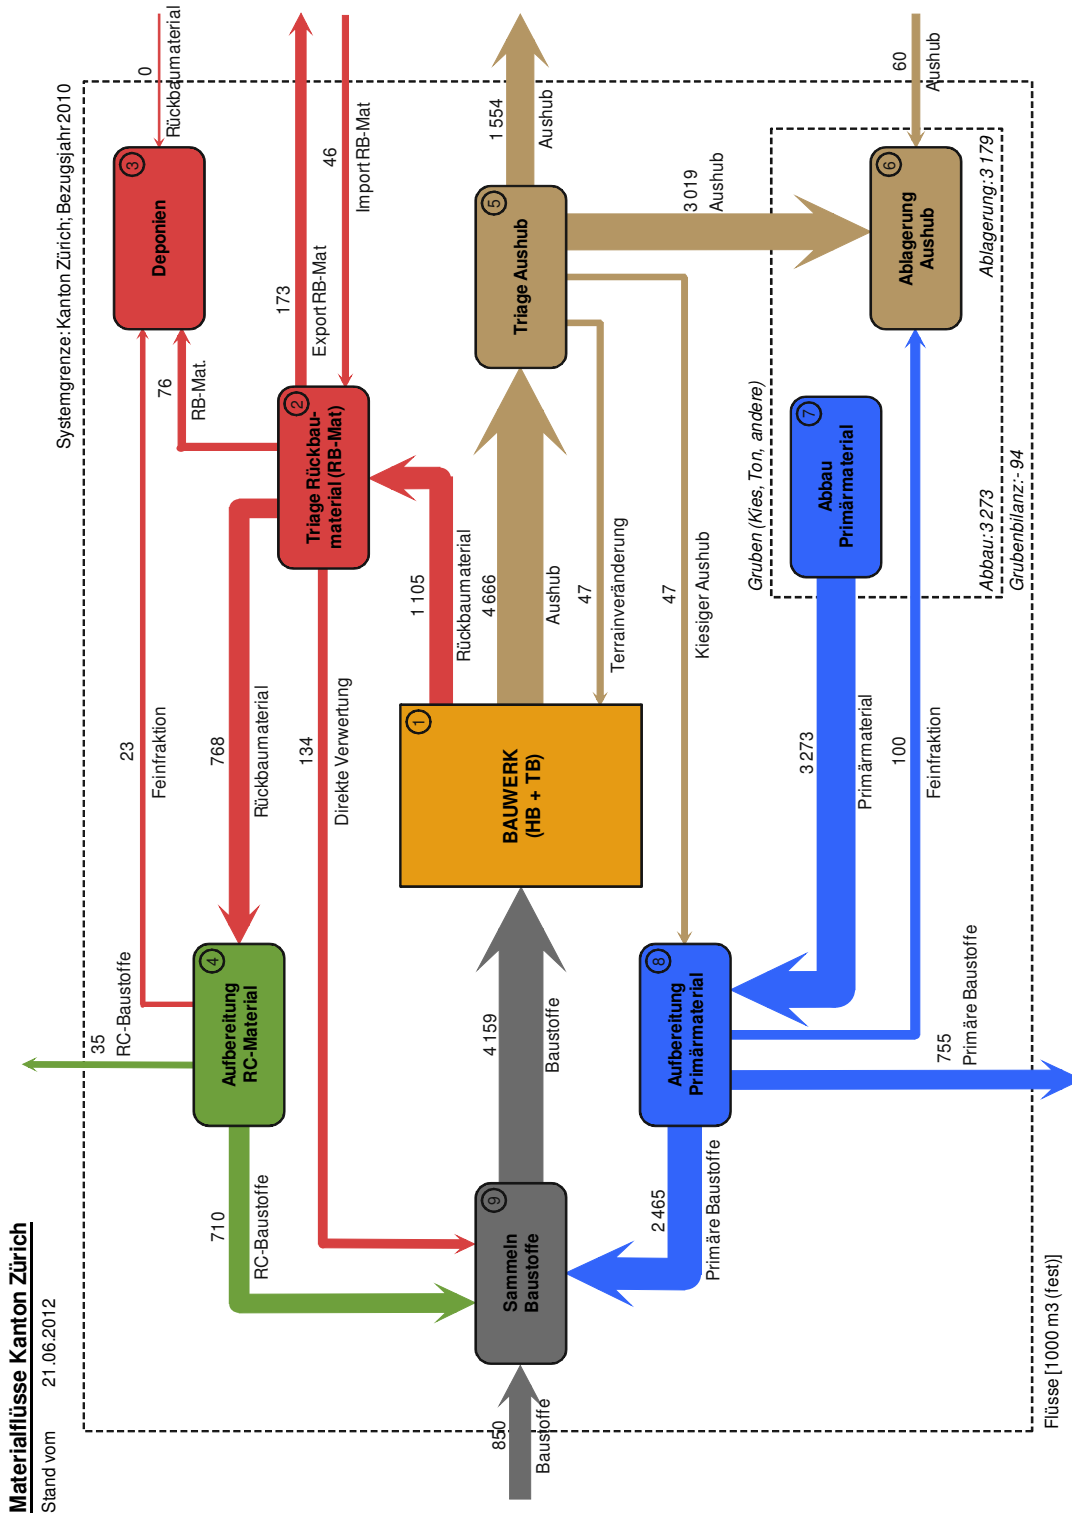 Materialflüsse Kanton Zürich
Stand vom 21.06.2012
Systemgrenze: Kanton Zürich; Bezugsjahr 2010
35
RC-Baustoffe
23
Feinfraktion
76
RB-Mat.
3
Deponien
0
Rückbaumaterial
4
Aufbereitung
RC-Material
768
Rückbaumaterial
2
Triage Rückbau-
material (RB-Mat)
173
Export RB-Mat
46
Import RB-Mat
710
RC-Baustoffe
134
Direkte Verwertung
1 105
Rückbaumaterial
850
Baustoffe
9
Sammeln
Baustoffe
4 159
Baustoffe
1
BAUWERK
(HB + TB)
4 666
Aushub
5
Triage Aushub
1 554
Aushub
47
Terrainveränderung
47
Kiesiger Aushub
3 019
Aushub
2 465
Primäre Baustoffe
8
Aufbereitung
Primärmaterial
3 273
Primärmaterial
Gruben (Kies, Ton, andere)
7
Abbau
Primärmaterial
6
Ablagerung
Aushub
60
Aushub
100
Feinfraktion
755
Primäre Baustoffe
Abbau: 3 273
Ablagerung: 3 179
Grubenbilanz: - 94
Flüsse [1000 m3 (fest)]